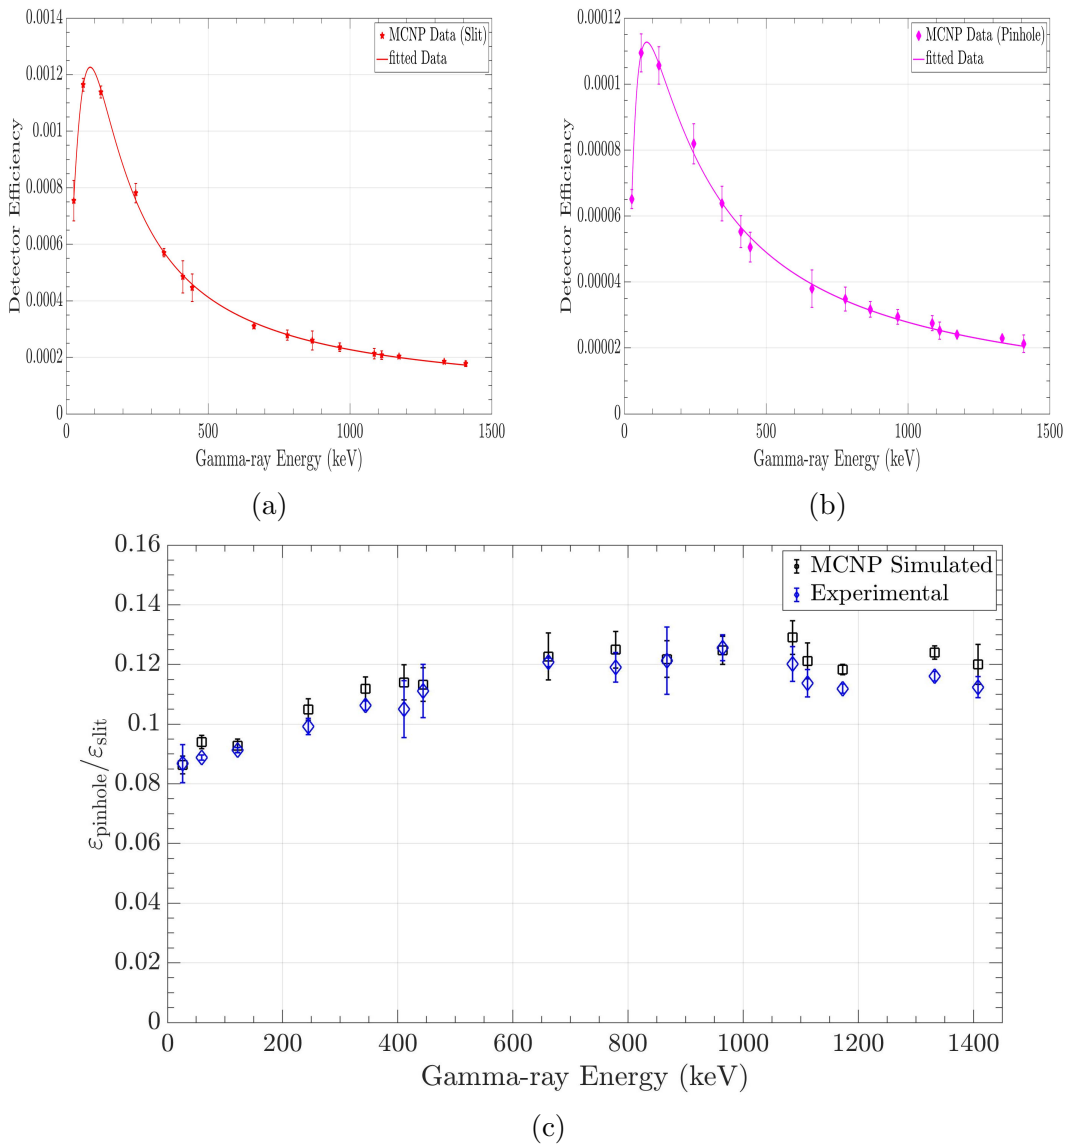 0.0014
0.0012
0.001
0.0008
0.0006
0.0004
0.0002
0
Detector Efficiency
MCNP Data (Slit)
fitted Data
0 500 1000 1500
Gamma-ray Energy (keV)
(a)
0.00012
0.0001
0.00008
0.00006
0.00004
0.00002
0
Detector Efficiency
MCNP Data (Pinhole)
fitted Data
0 500 1000 1500
Gamma-ray Energy (keV)
(b)
0.16
0.14
0.12
0.1
0.08
0.06
0.04
0.02
0
εpinhole/εslit
MCNP Simulated
Experimental
0 200 400 600 800 1000 1200 1400
Gamma-ray Energy (keV)
(c)